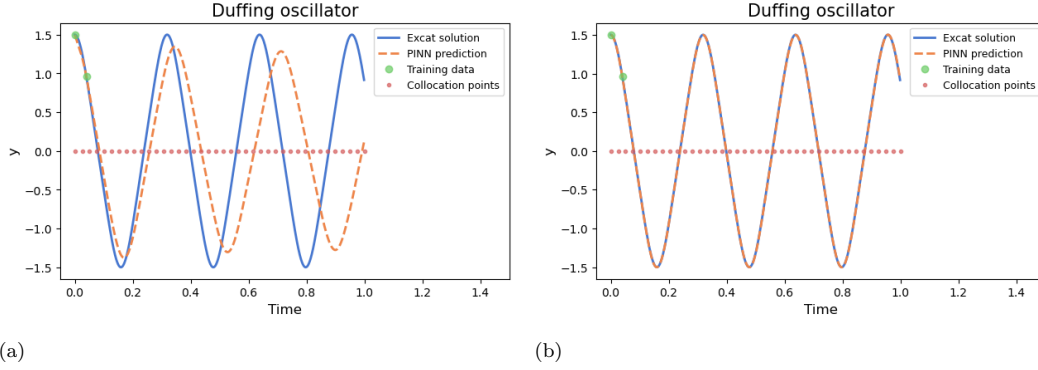 Duffing oscillator
Excat solution
PINN prediction
Training data
Collocation points
1.5
1.0
0.5
0.0
−0.5
−1.0
−1.5
y
0.0 0.2 0.4 0.6 0.8 1.0 1.2 1.4
Time
(a)
Duffing oscillator
Excat solution
PINN prediction
Training data
Collocation points
1.5
1.0
0.5
0.0
−0.5
−1.0
−1.5
y
0.0 0.2 0.4 0.6 0.8 1.0 1.2 1.4
Time
(b)